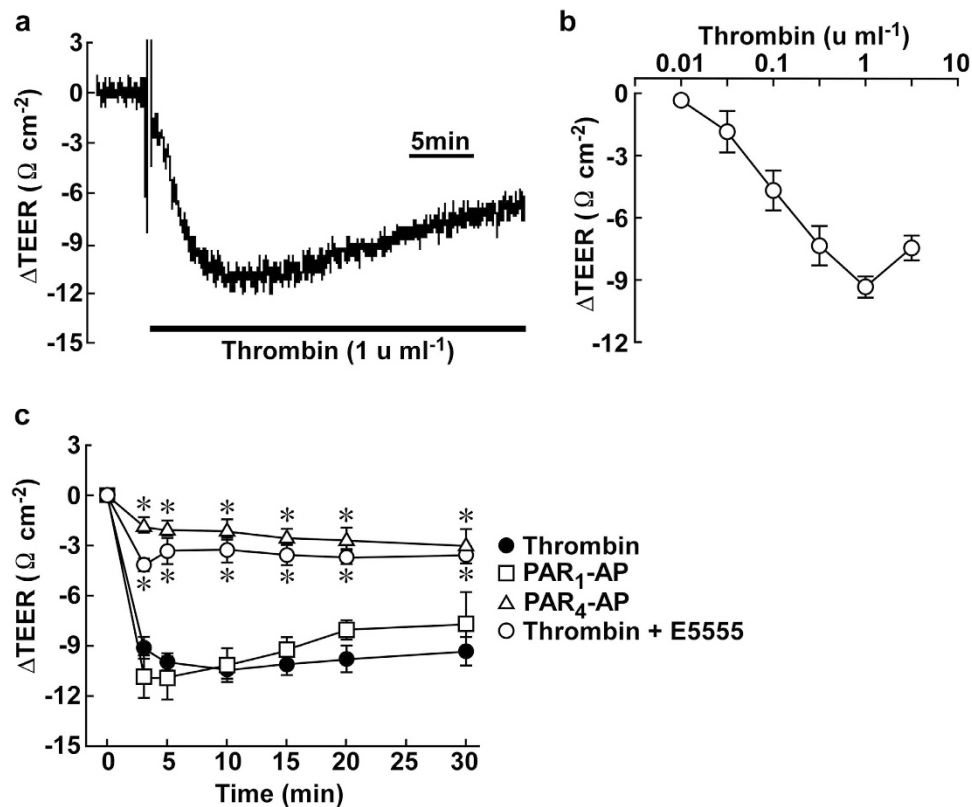 a
3
0
-3
-6
-9
-12
-15
ΔTEER (Ω cm⁻²)
5min
Thrombin (1 u ml⁻¹)
b
Thrombin (u ml⁻¹)
0.01 0.1 1 10
0
-3
-6
-9
-12
ΔTEER (Ω cm⁻²)
c
3
0
-3
-6
-9
-12
-15
ΔTEER (Ω cm⁻²)
* * * * * *
* * * * * *
0 5 10 15 20 25 30
Time (min)
Thrombin
PAR₁-AP
PAR₄-AP
Thrombin + E5555